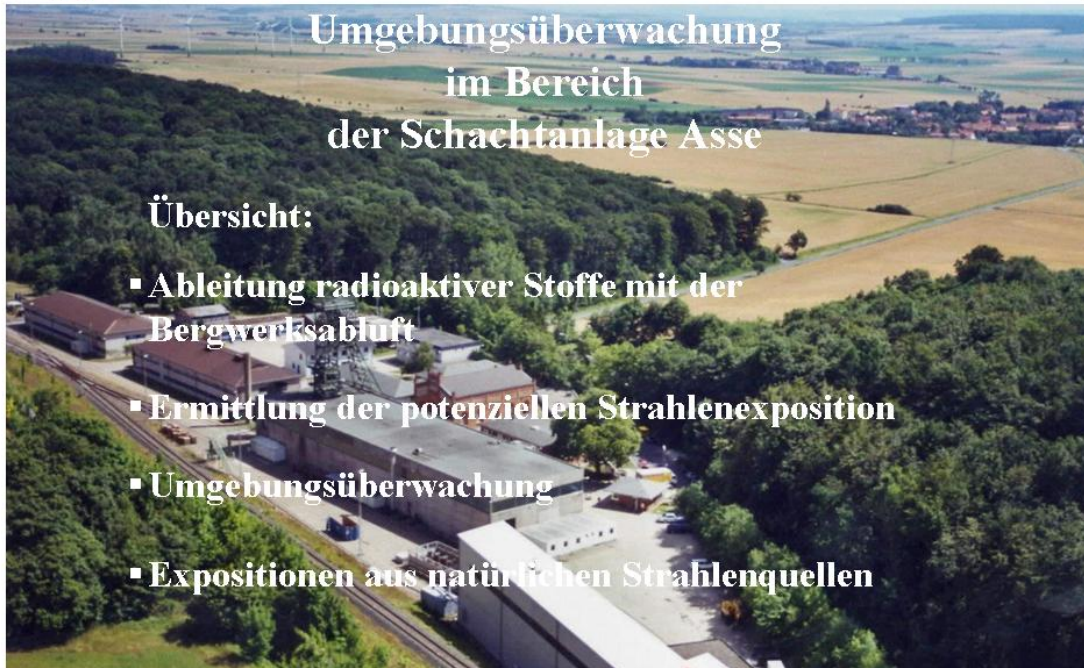 Umgebungsüberwachung
im Bereich
der Schachtanlage Asse
Übersicht:
▪ Ableitung radioaktiver Stoffe mit der
Bergwerksabluft
▪ Ermittlung der potenziellen Strahlenexposition
▪ Umgebungsüberwachung
▪ Expositionen aus natürlichen Strahlenquellen